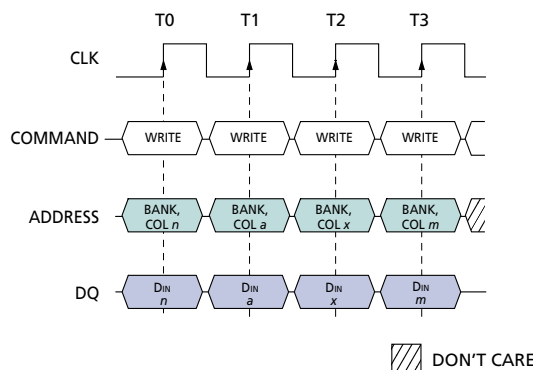 T0 T1 T2 T3
CLK
COMMAND WRITE WRITE WRITE WRITE
ADDRESS BANK, COL n BANK, COL a BANK, COL x BANK, COL m
DQ DIN n DIN a DIN x DIN m
DON'T CARE